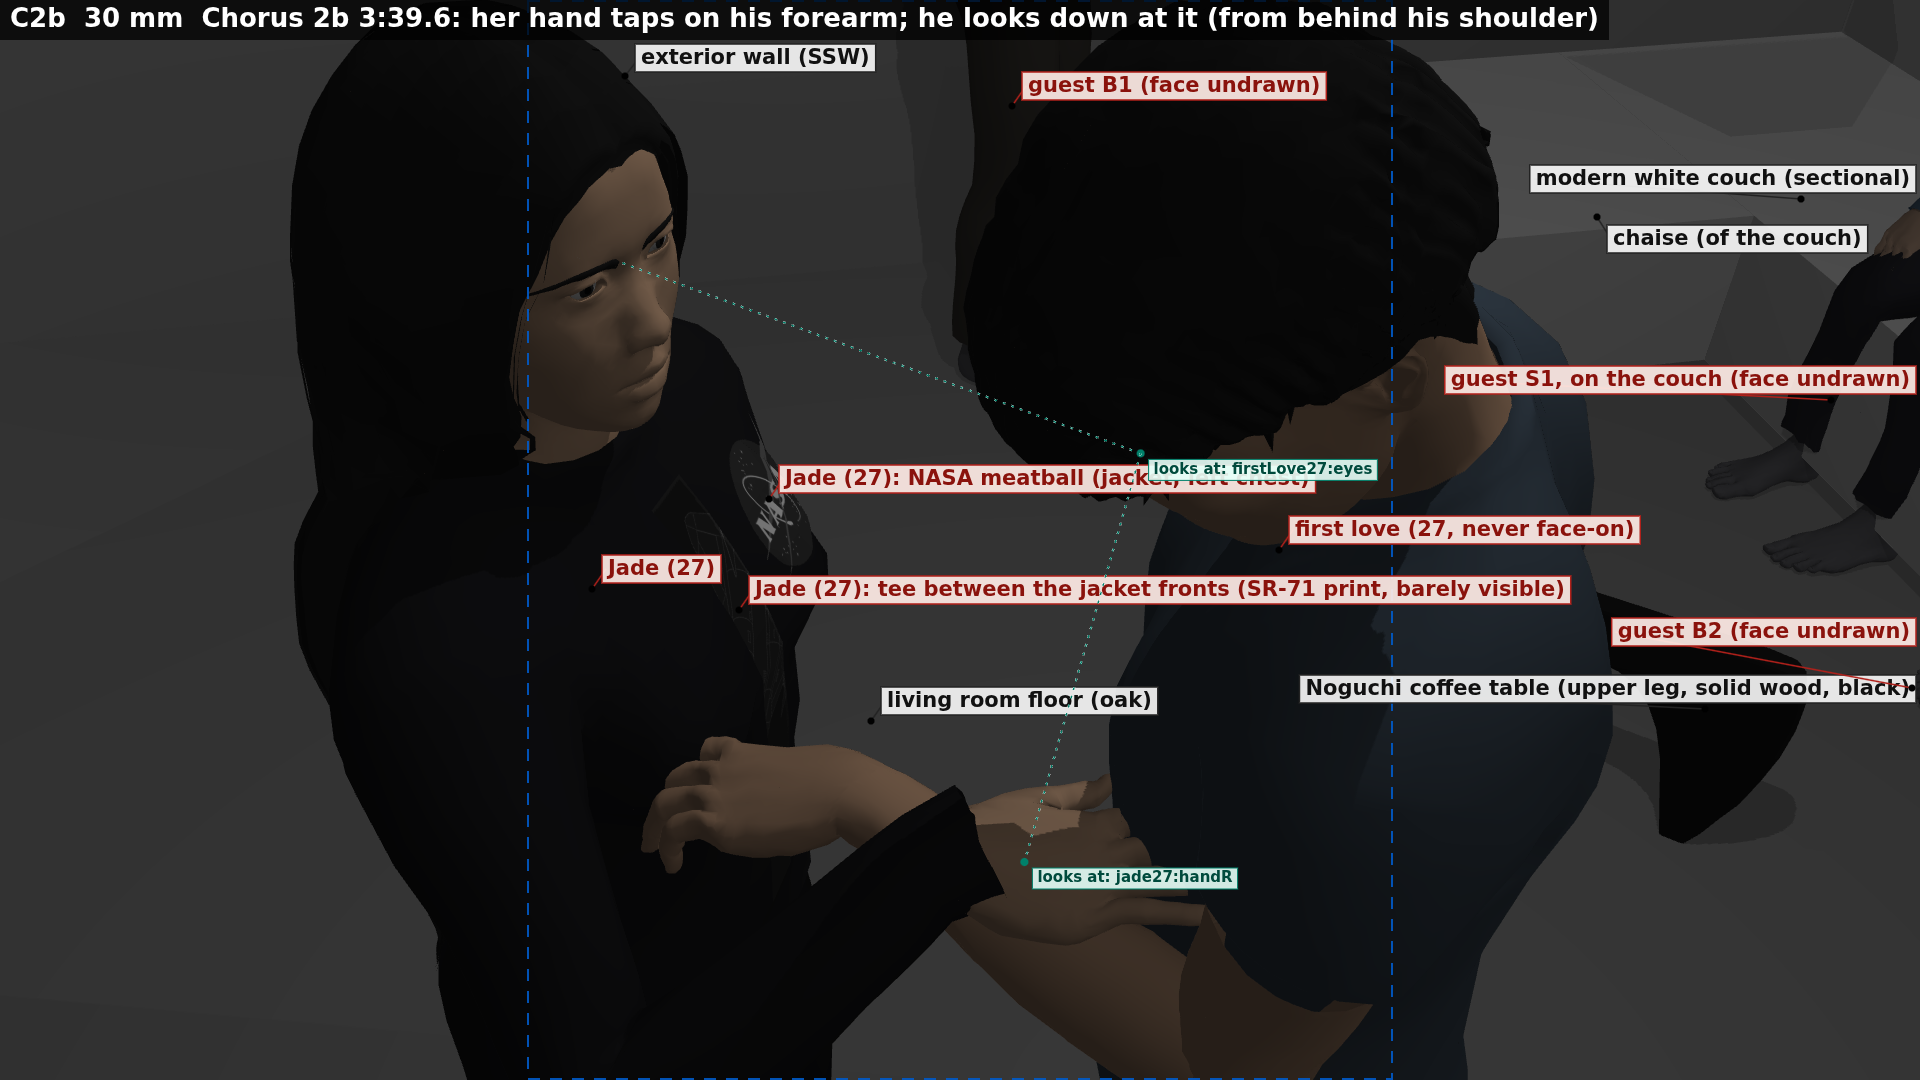 C2b 30 mm Chorus 2b 3:39.6: her hand taps on his forearm; he looks down at it (from behind his shoulder)
exterior wall (SSW)
guest B1 (face undrawn)
modern white couch (sectional)
chaise (of the couch)
guest S1, on the couch (face undrawn)
looks at: firstLove27:eyes
Jade (27): NASA meatball (jacket, left chest)
NASA
first love (27, never face-on)
Jade (27)
Jade (27): tee between the jacket fronts (SR-71 print, barely visible)
guest B2 (face undrawn)
Noguchi coffee table (upper leg, solid wood, black)
living room floor (oak)
looks at: jade27:handR